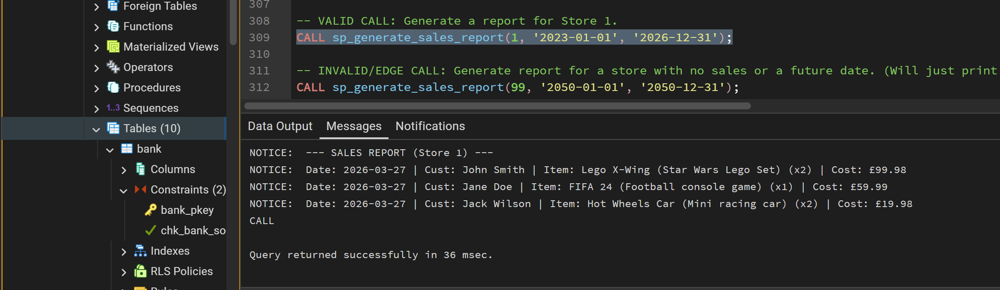 Foreign Tables
Functions
Materialized Views
Operators
Procedures
1..3 Sequences
Tables (10)
bank
Columns
Constraints (2)
bank_pkey
chk_bank_so
Indexes
RLS Policies
Rules
307
308 -- VALID CALL: Generate a report for Store 1.
309 CALL sp_generate_sales_report(1, '2023-01-01', '2026-12-31');
310
311 -- INVALID/EDGE CALL: Generate report for a store with no sales or a future date. (Will just print
312 CALL sp_generate_sales_report(99, '2050-01-01', '2050-12-31');
Data Output Messages Notifications
NOTICE:  --- SALES REPORT (Store 1) ---
NOTICE:  Date: 2026-03-27 | Cust: John Smith | Item: Lego X-Wing (Star Wars Lego Set) (x2) | Cost: £99.98
NOTICE:  Date: 2026-03-27 | Cust: Jane Doe | Item: FIFA 24 (Football console game) (x1) | Cost: £59.99
NOTICE:  Date: 2026-03-27 | Cust: Jack Wilson | Item: Hot Wheels Car (Mini racing car) (x2) | Cost: £19.98
CALL
Query returned successfully in 36 msec.